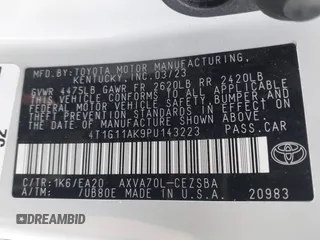 MFD.BY:TOYOTA MOTOR MANUFACTURING,
KENTUCKY, INC.03/23
GVWR 4475LB GAWR FR 2620LB RR 2420LB
THIS VEHICLE CONFORMS TO ALL APPLICABLE
FEDERAL MOTOR VEHICLE SAFETY, BUMPER, AND
THEFT PREVENTION STANDARDS IN EFFECT ON
THE DATE OF MANUFACTURE SHOWN ABOVE.
4T1G11AK9PU143223 PASS.CAR
C/TR:1K6/EA20 AXVA70L-CEZSBA
A/TM: /UB80E MADE IN U.S.A.
20983
TOYOTA
DREAMBID